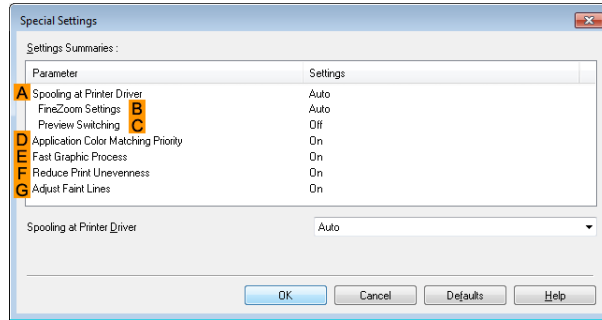 Special Settings
Settings Summaries :
Parameter Settings
A Spooling at Printer Driver Auto
FineZoom Settings B Auto
Preview Switching C Off
D Application Color Matching Priority On
E Fast Graphic Process On
F Reduce Print Unevenness On
G Adjust Faint Lines On
Spooling at Printer Driver Auto
OK Cancel Defaults Help